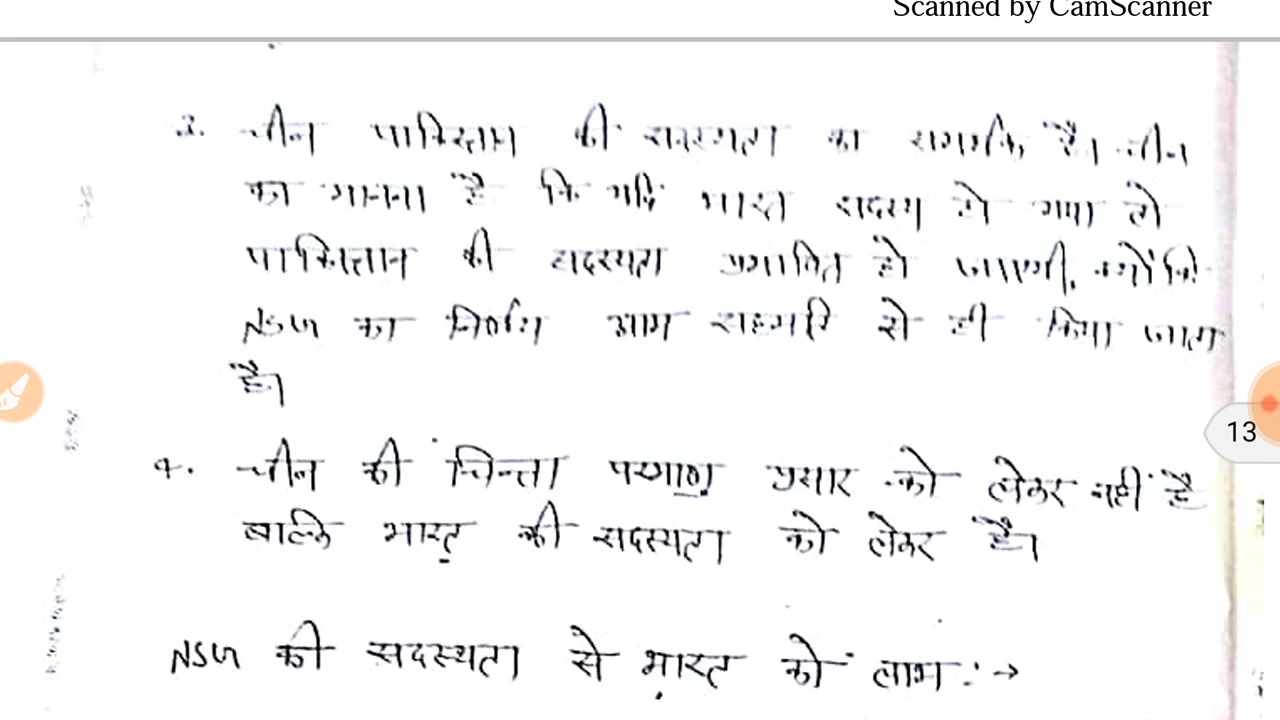 Scanned by CamScanner
3. चीन पाकिस्तान की सदस्यता का समर्थक है। चीन
का मानना है कि यदि भारत सदस्य हो गया तो
पाकिस्तान की सदस्यता प्रभावित हो जाएगी, क्योंकि
NSG का निर्णय आम सहमति से ही किया जाता
है।
13
4. चीन की चिन्ता परमाणु प्रसार को लेकर नहीं है
बल्कि भारत की सदस्यता को लेकर है।
NSG की सदस्यता से भारत को लाभ :→